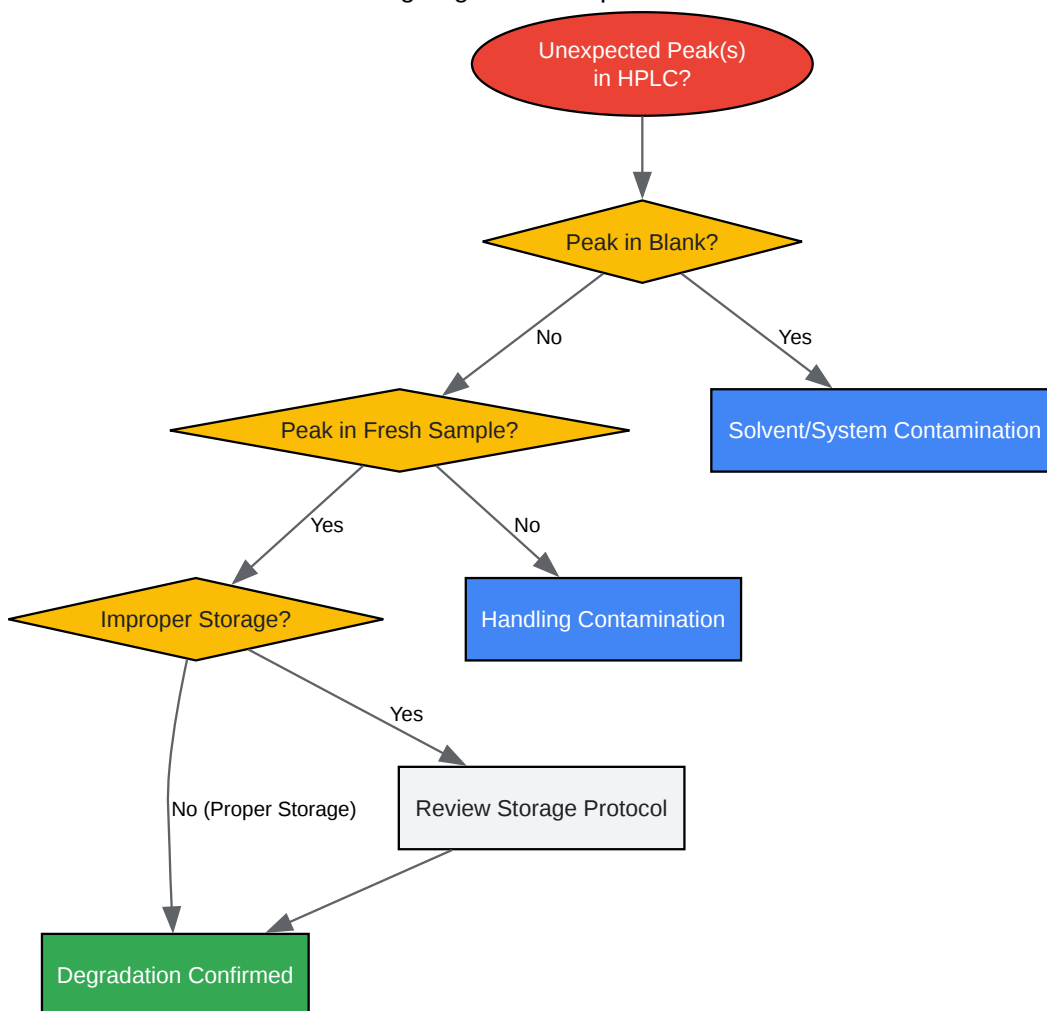 Unexpected Peak(s)
in HPLC?
Peak in Blank?
No
Yes
Peak in Fresh Sample?
Solvent/System Contamination
Yes
No
Improper Storage?
Handling Contamination
Yes
No (Proper Storage)
Review Storage Protocol
Degradation Confirmed